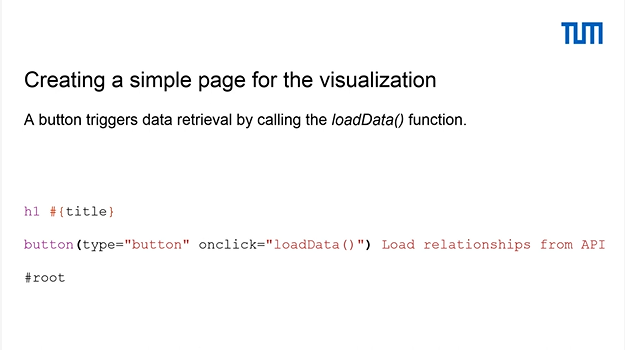 TUM
Creating a simple page for the visualization
A button triggers data retrieval by calling the loadData() function.
h1 #{title}
button(type="button" onclick="loadData()") Load relationships from API
#root